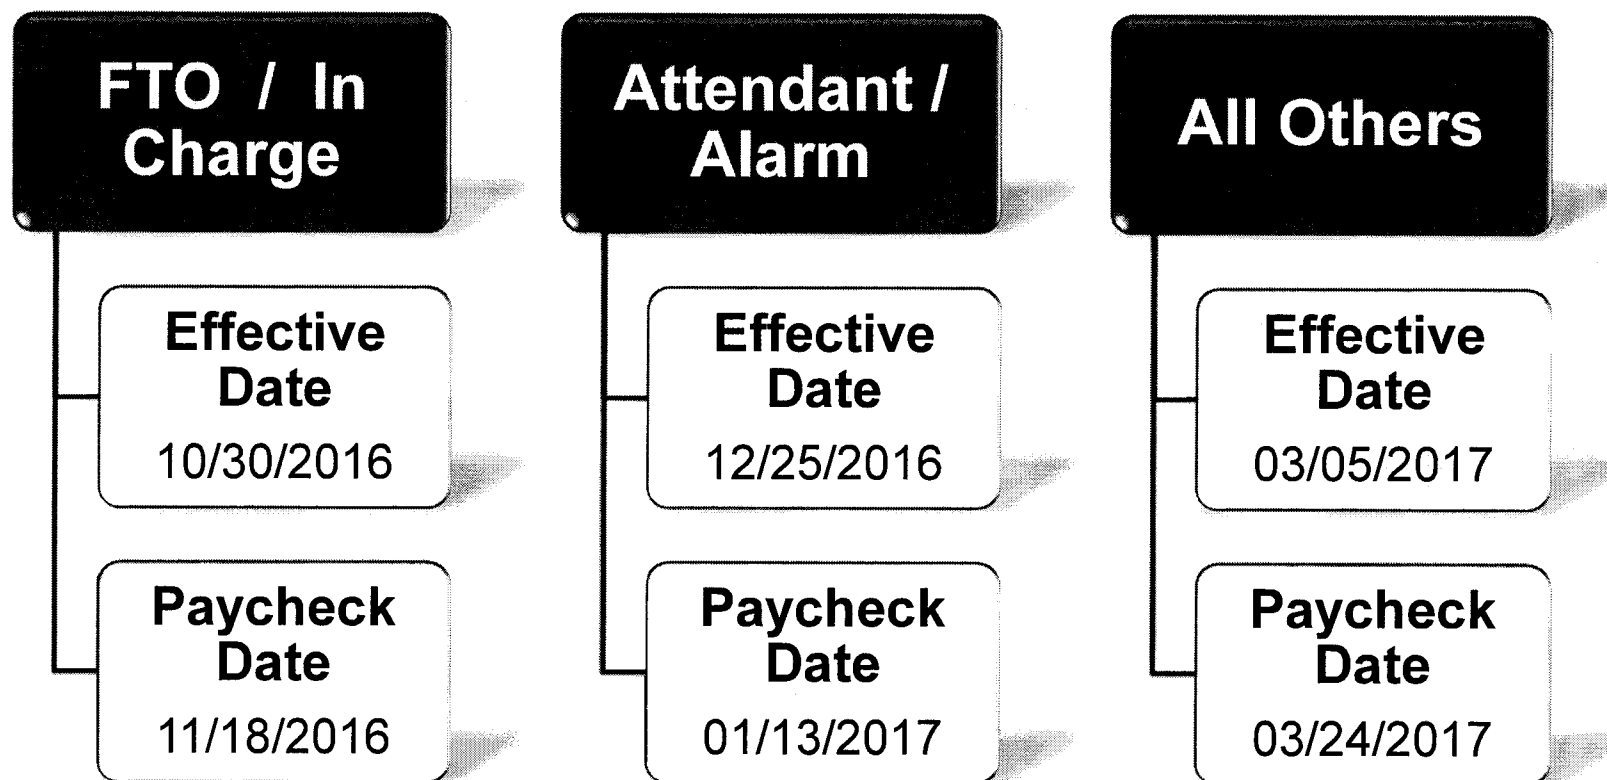 FTO / In
Charge
Effective
Date
10/30/2016
Paycheck
Date
11/18/2016
Attendant /
Alarm
Effective
Date
12/25/2016
Paycheck
Date
01/13/2017
All Others
Effective
Date
03/05/2017
Paycheck
Date
03/24/2017